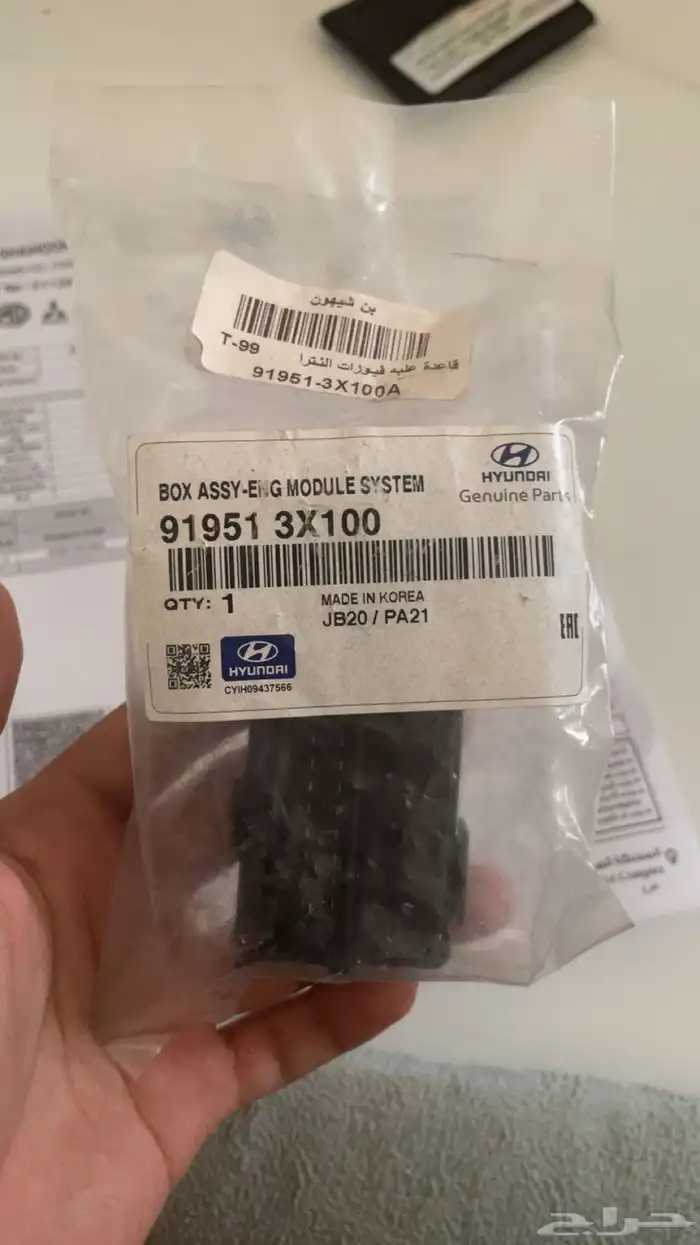 بن شيهون
T-99
قاعدة علبه فيوزات النترا
91951-3X100A
HYUNDAI
Genuine Parts
BOX ASSY-ENG MODULE SYSTEM
91951 3X100
QTY: 1
MADE IN KOREA
JB20 / PA21
EAC
HYUNDAI
CYIH09437566
حراج